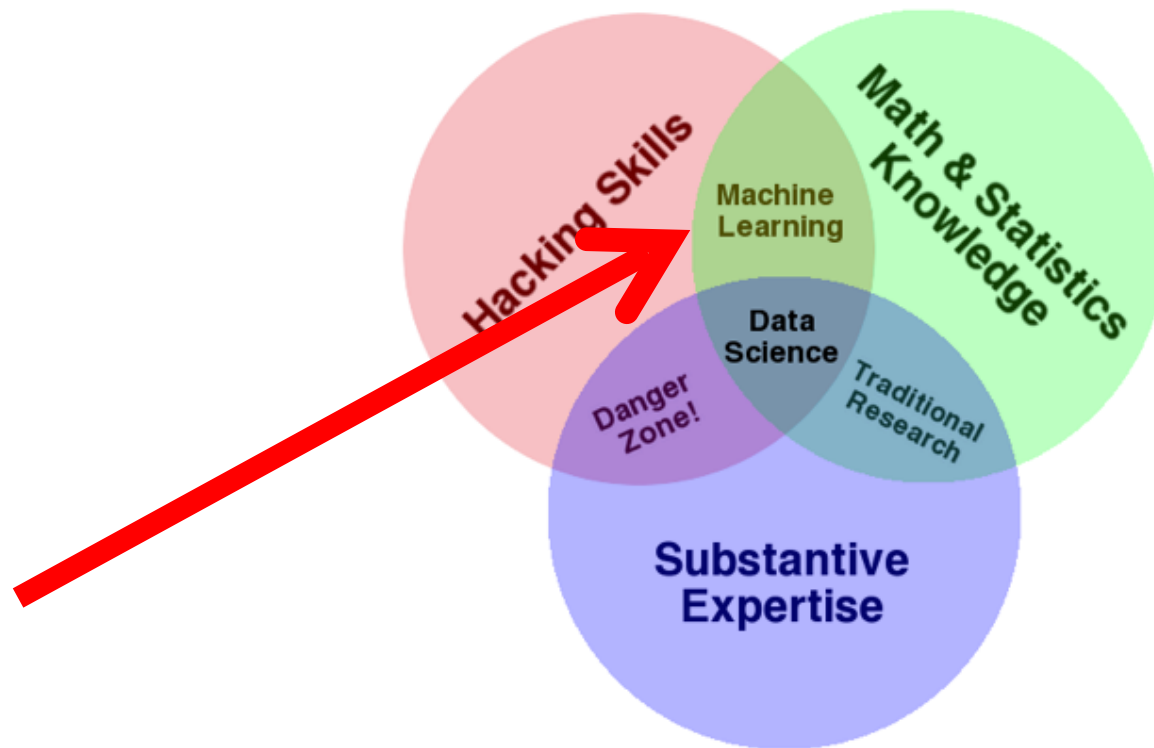 Hacking Skills
Math & Statistics
Knowledge
Machine
Learning
Data
Science
Danger
Zone!
Traditional
Research
Substantive
Expertise